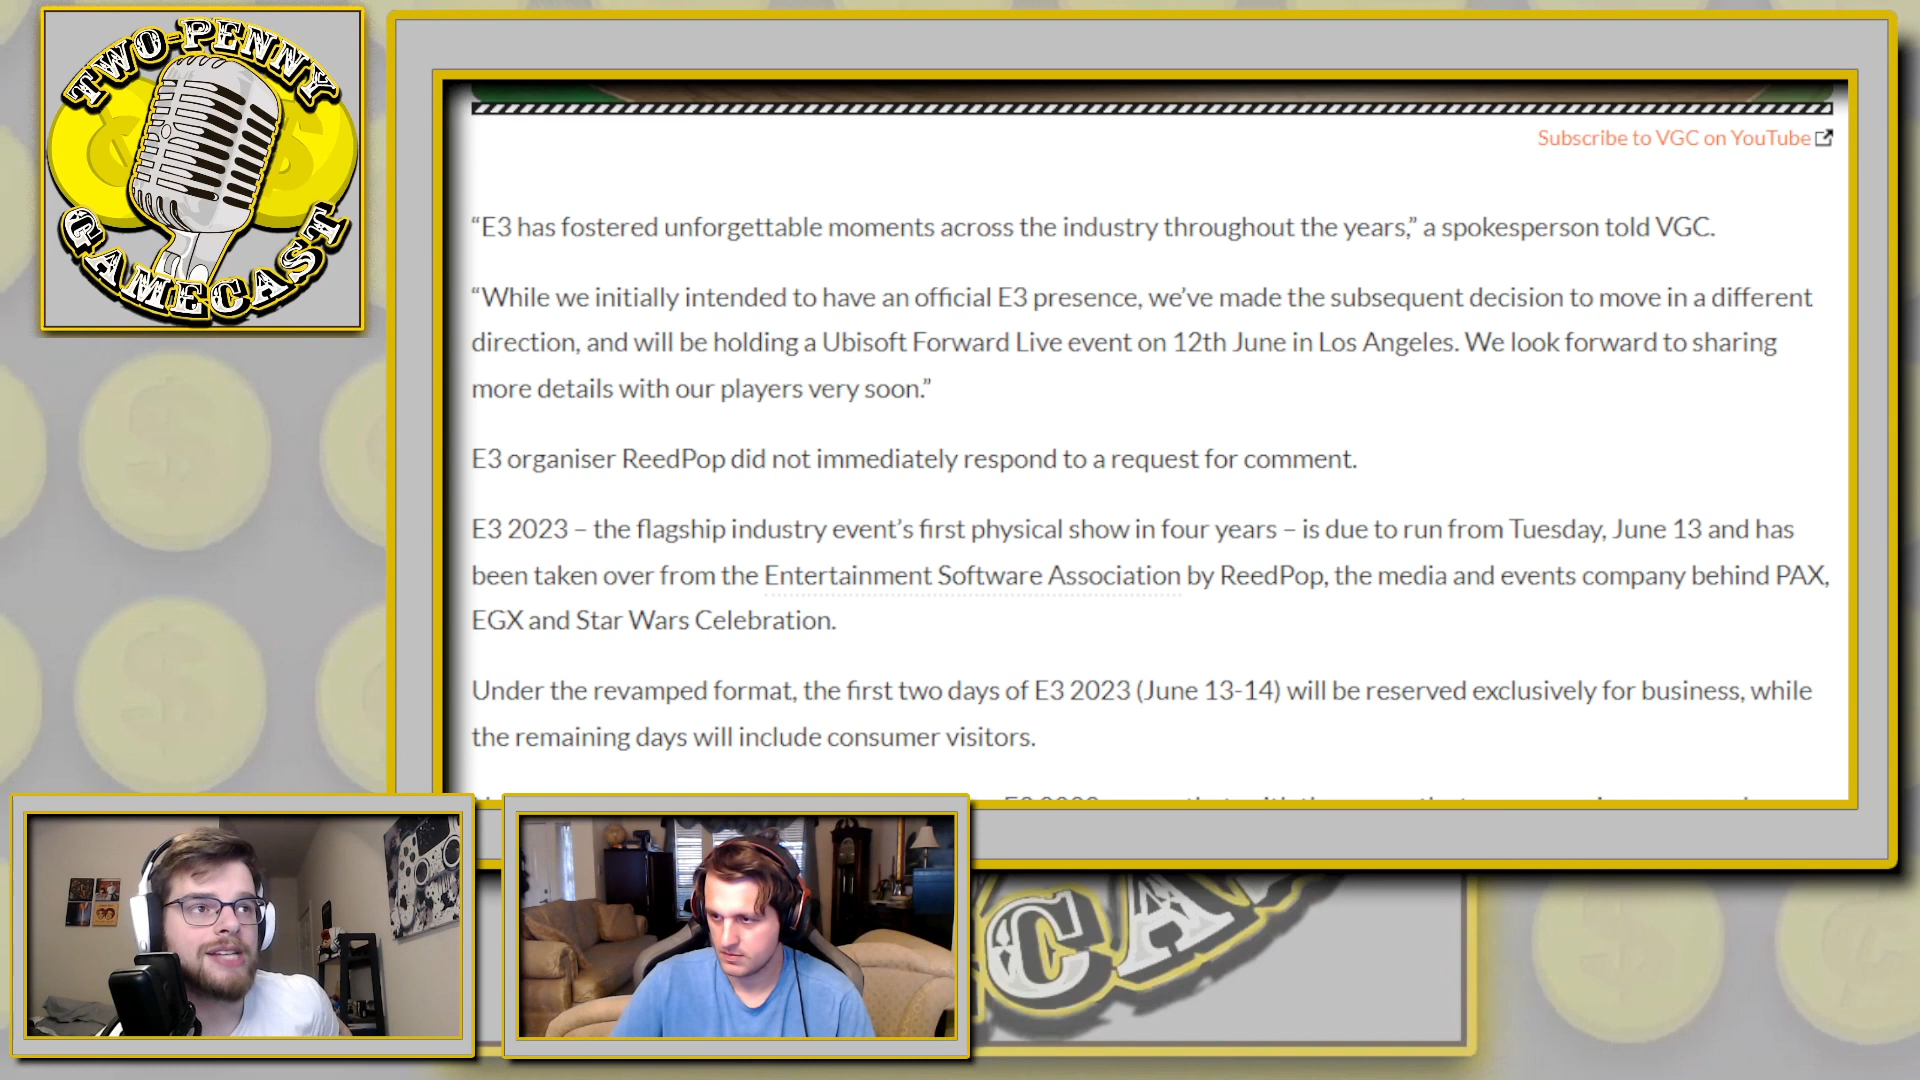 TWO-PENNY
GAMECAST
Subscribe to VGC on YouTube
“E3 has fostered unforgettable moments across the industry throughout the years,” a spokesperson told VGC.
“While we initially intended to have an official E3 presence, we’ve made the subsequent decision to move in a different
direction, and will be holding a Ubisoft Forward Live event on 12th June in Los Angeles. We look forward to sharing
more details with our players very soon.”
E3 organiser ReedPop did not immediately respond to a request for comment.
E3 2023 – the flagship industry event’s first physical show in four years – is due to run from Tuesday, June 13 and has
been taken over from the Entertainment Software Association by ReedPop, the media and events company behind PAX,
EGX and Star Wars Celebration.
Under the revamped format, the first two days of E3 2023 (June 13-14) will be reserved exclusively for business, while
the remaining days will include consumer visitors.